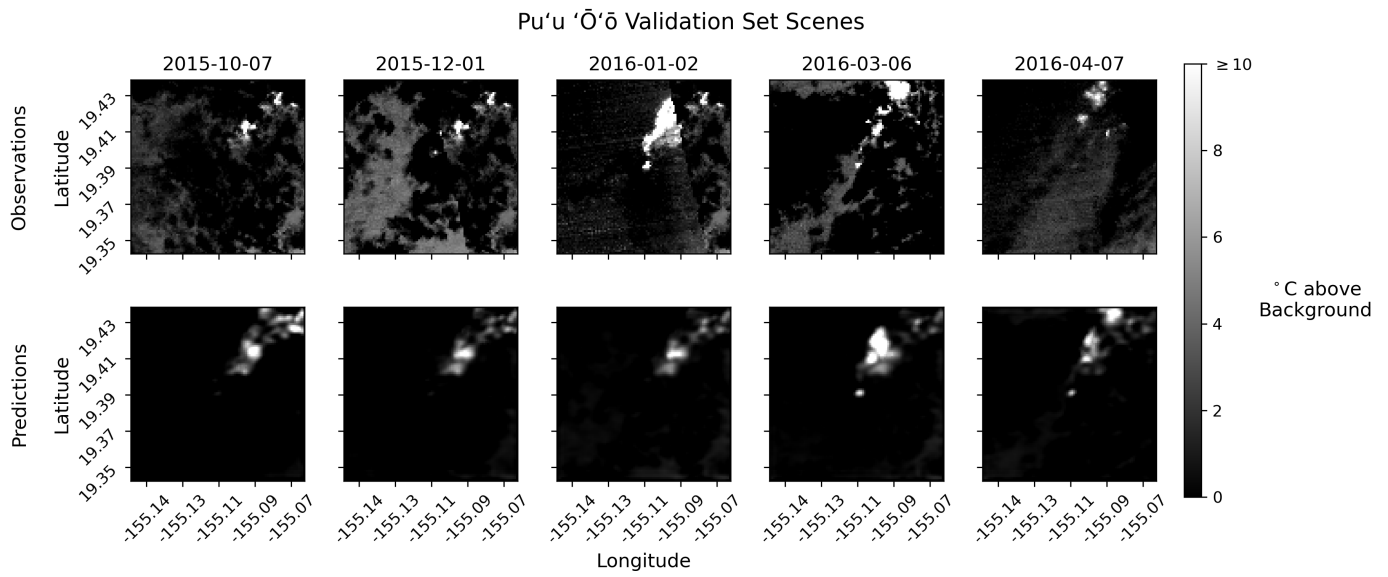 Puʻu ʻŌʻō Validation Set Scenes
2015-10-07 2015-12-01 2016-01-02 2016-03-06 2016-04-07
Observations
Latitude
19.43
19.41
19.39
19.37
19.35
Predictions
Latitude
19.43
19.41
19.39
19.37
19.35
-155.14 -155.13 -155.11 -155.09 -155.07 -155.14 -155.13 -155.11 -155.09 -155.07 -155.14 -155.13 -155.11 -155.09 -155.07 -155.14 -155.13 -155.11 -155.09 -155.07 -155.14 -155.13 -155.11 -155.09 -155.07
Longitude
≥10
8
6
4
2
0
°C above
Background